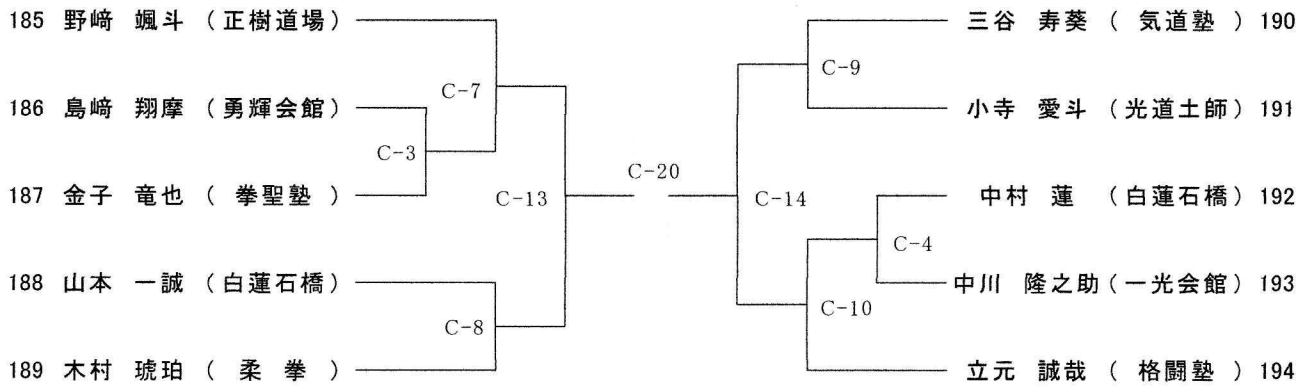 185 野﨑 颯斗 (正樹道場)
186 島﨑 翔摩 (勇輝会館)
187 金子 竜也 ( 拳聖塾 )
188 山本 一誠 (白蓮石橋)
189 木村 琥珀 ( 柔 拳 )
C-7
C-3
C-13
C-8
C-20
三谷 寿葵 ( 気道塾 ) 190
小寺 愛斗 (光道土師) 191
中村 蓮 (白蓮石橋) 192
中川 隆之助 (一光会館) 193
立元 誠哉 ( 格闘塾 ) 194
C-9
C-14
C-4
C-10